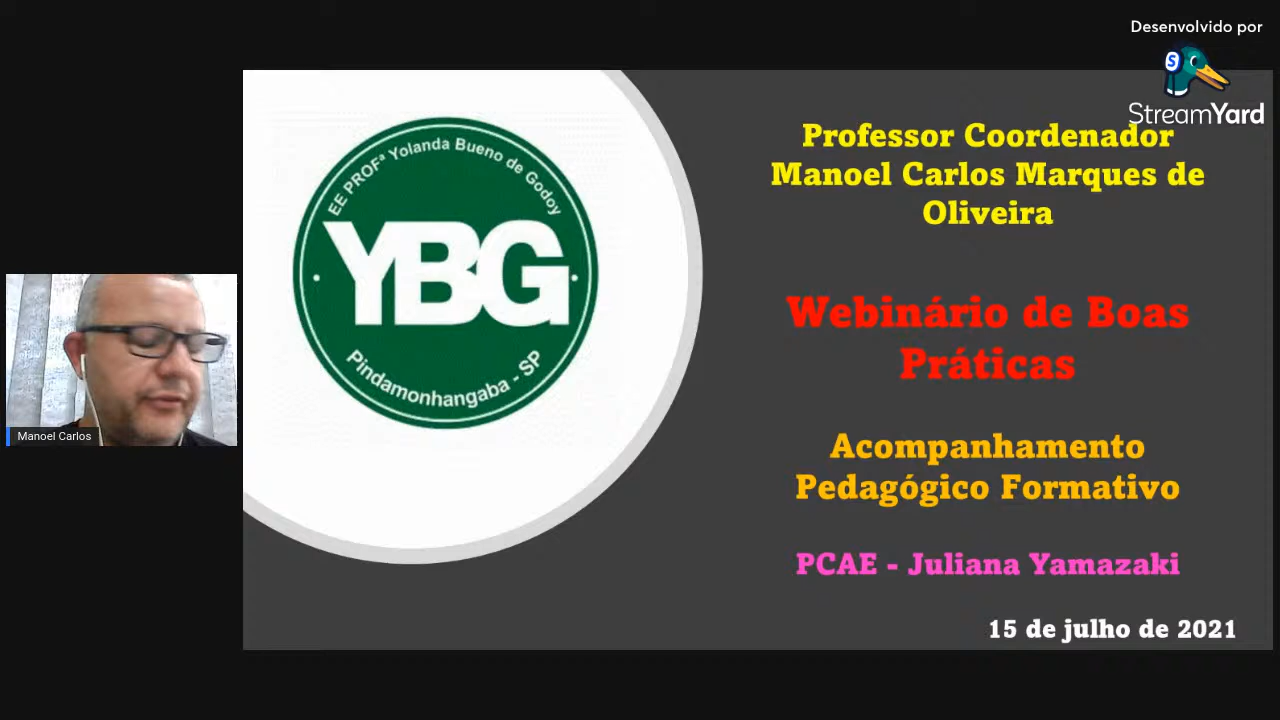 Desenvolvido por
S
StreamYard
EE PROFª Yolanda Bueno de Godoy
YBG
Pindamonhangaba - SP
Professor Coordenador
Manoel Carlos Marques de
Oliveira
Webinário de Boas
Práticas
Acompanhamento
Pedagógico Formativo
PCAE - Juliana Yamazaki
15 de julho de 2021
Manoel Carlos